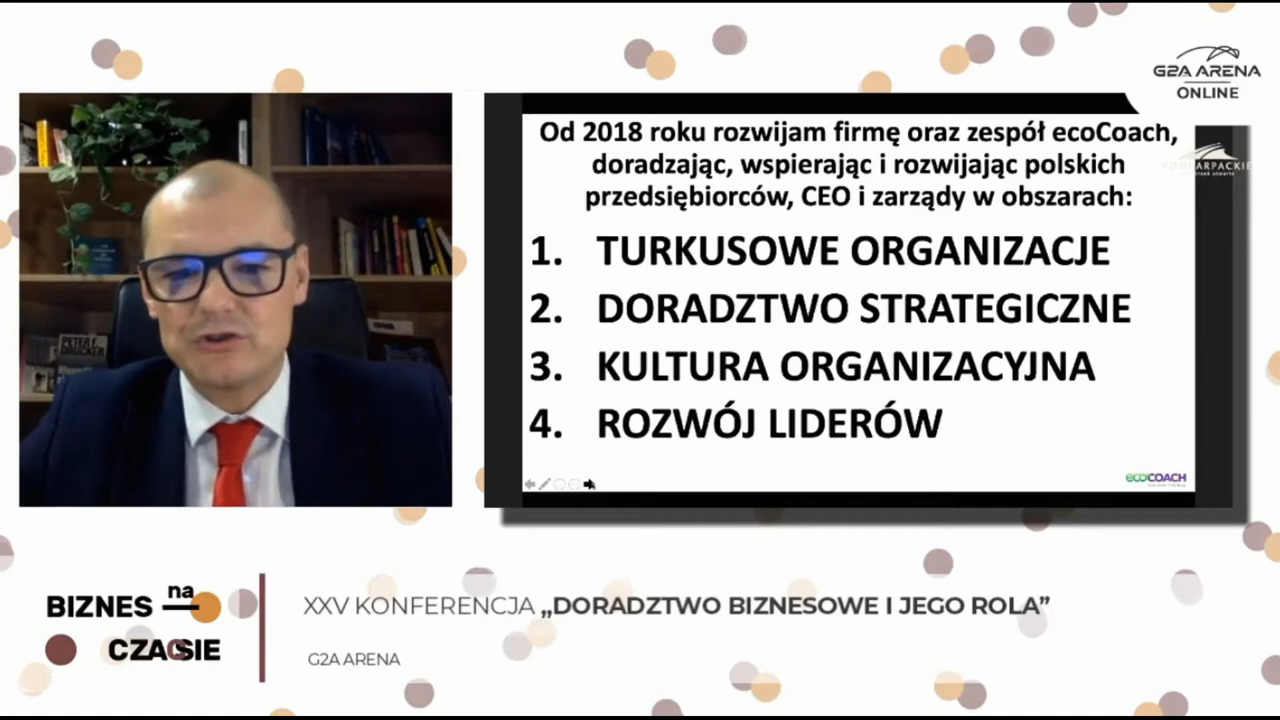 G2A ARENA
ONLINE
Od 2018 roku rozwijam firmę oraz zespół ecoCoach,
doradzając, wspierając i rozwijając polskich
przedsiębiorców, CEO i zarządy w obszarach:
1. TURKUSOWE ORGANIZACJE
2. DORADZTWO STRATEGICZNE
3. KULTURA ORGANIZACYJNA
4. ROZWÓJ LIDERÓW
ecoCOACH
PETER F.
DRUCKER
BIZNES na
CZASIE
XXV KONFERENCJA „DORADZTWO BIZNESOWE I JEGO ROLA”
G2A ARENA